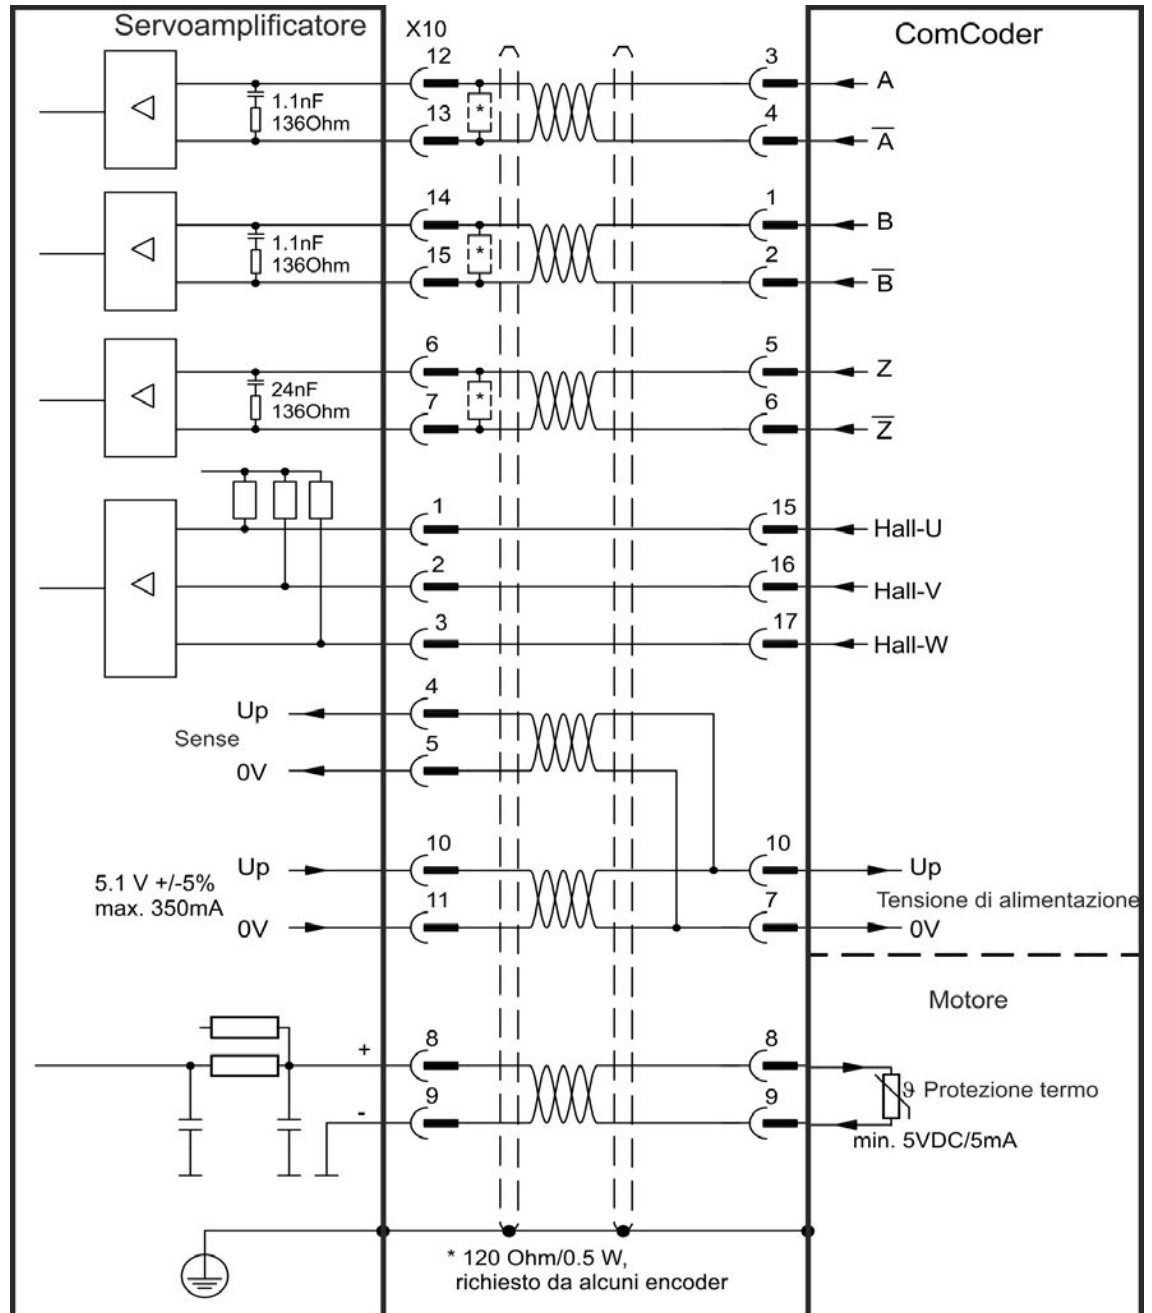 Servoamplificatore
X10
ComCoder
12
3
A
1.1nF
136Ohm
*
13
4
A
14
1
B
1.1nF
136Ohm
*
15
2
B
6
5
Z
24nF
136Ohm
*
7
6
Z
1
15
Hall-U
2
16
Hall-V
3
17
Hall-W
4
Up
Sense
5
0V
10
10
Up
Up
5.1 V +/-5%
max. 350mA
Tensione di alimentazione
11
7
0V
0V
Motore
+
8
8
ϑ Protezione termo
-
9
9
min. 5VDC/5mA
* 120 Ohm/0.5 W,
richiesto da alcuni encoder